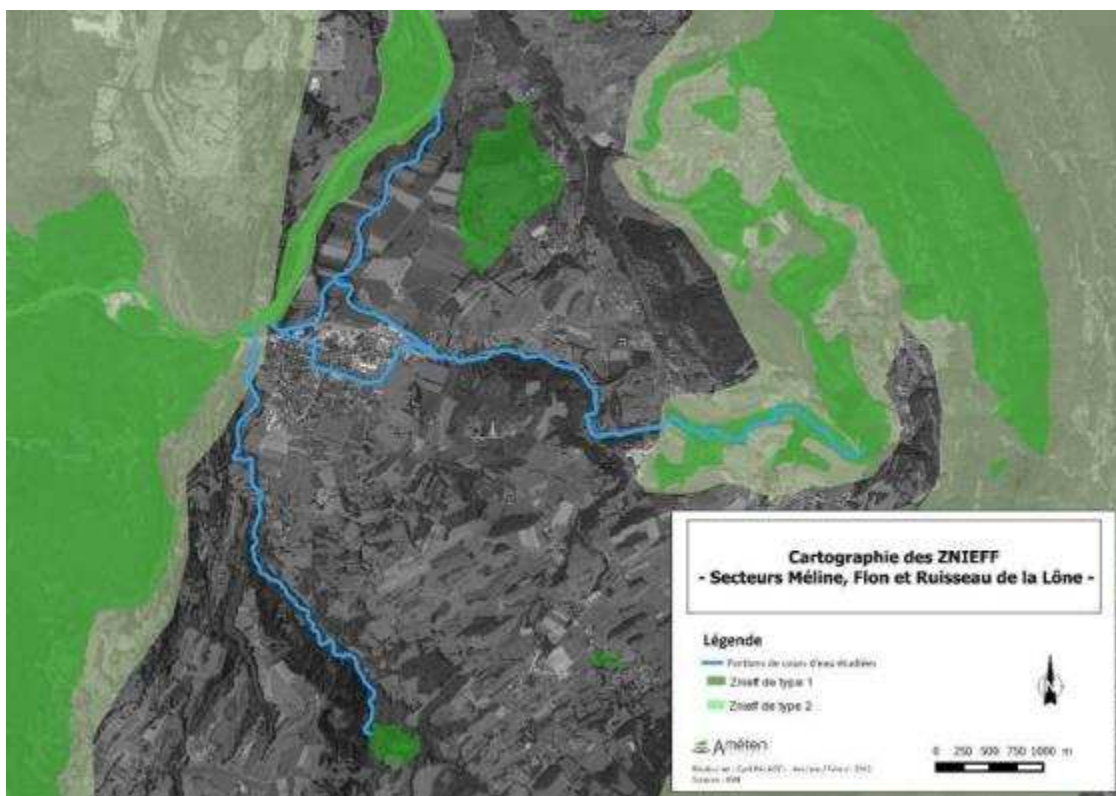 Cartographie des ZNIEFF
- Secteurs Méline, Flon et Ruisseau de la Lône -
Légende
Portions de cours d'eau étudiées
Znieff de type 1
Znieff de type 2
Améten
0 250 500 750 1000 m